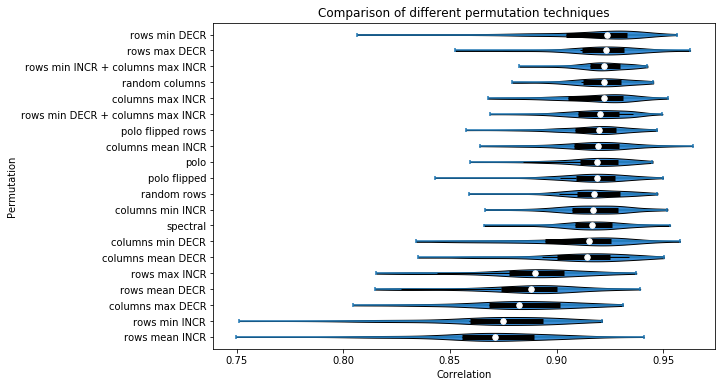 Comparison of different permutation techniques
Permutation
rows min DECR
rows max DECR
rows min INCR + columns max INCR
random columns
columns max INCR
rows min DECR + columns max INCR
polo flipped rows
columns mean INCR
polo
polo flipped
random rows
columns min INCR
spectral
columns min DECR
columns mean DECR
rows max INCR
rows mean DECR
columns max DECR
rows min INCR
rows mean INCR
0.75 0.80 0.85 0.90 0.95
Correlation